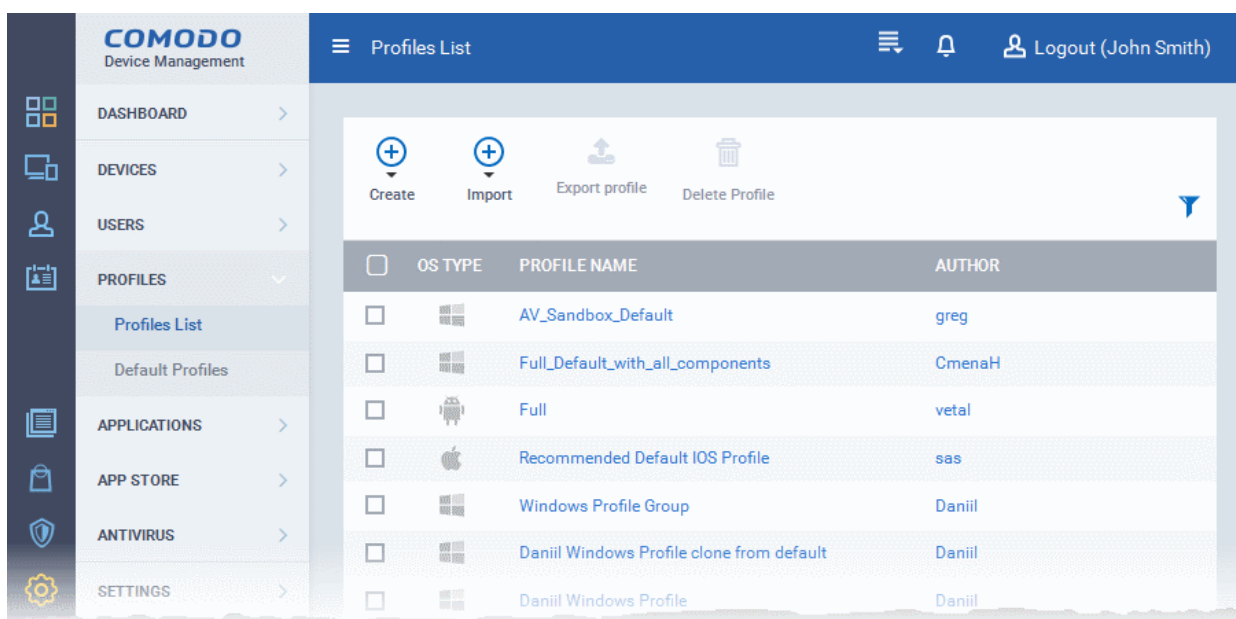 COMODO
Device Management
Profiles List
Logout (John Smith)
DASHBOARD
DEVICES
USERS
PROFILES
Profiles List
Default Profiles
APPLICATIONS
APP STORE
ANTIVIRUS
SETTINGS
Create
Import
Export profile
Delete Profile
OS TYPE PROFILE NAME AUTHOR
AV_Sandbox_Default greg
Full_Default_with_all_components CmenaH
Full vetal
Recommended Default IOS Profile sas
Windows Profile Group Daniil
Daniil Windows Profile clone from default Daniil
Daniil Windows Profile Daniil